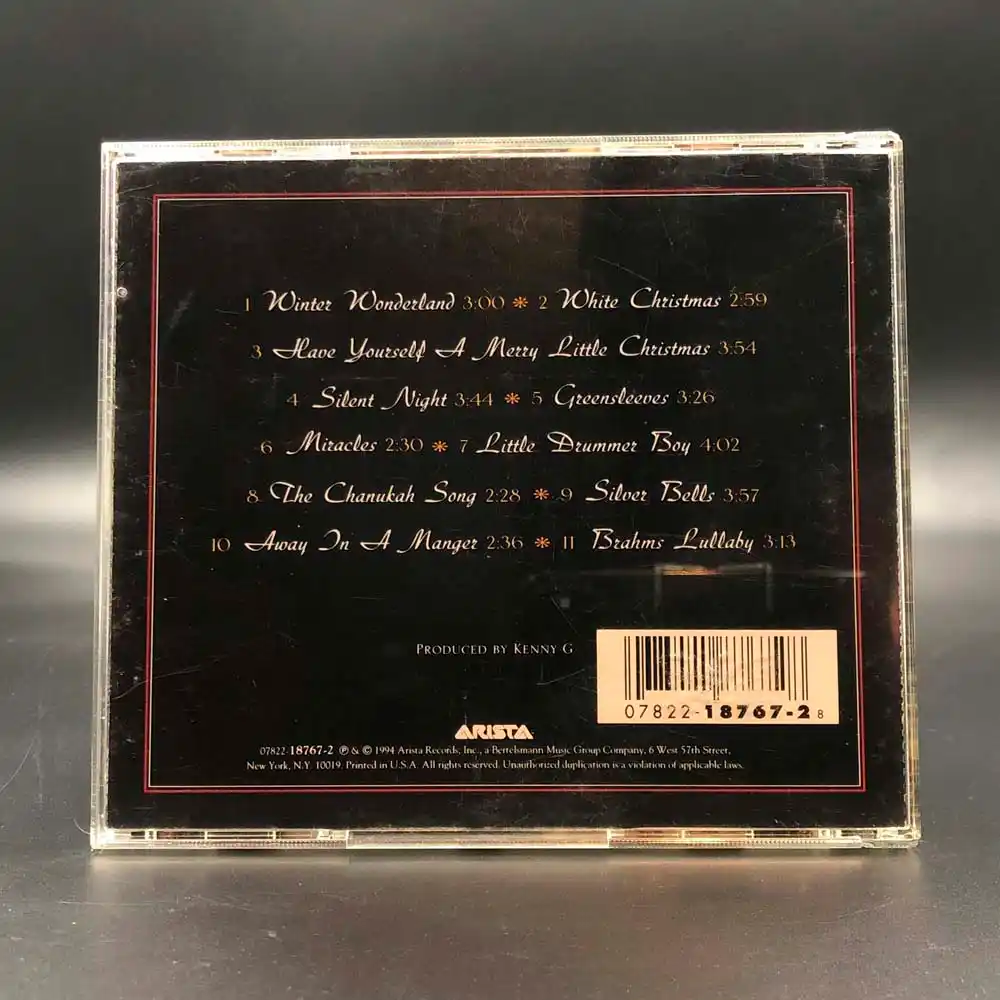 1 Winter Wonderland 3:00 * 2 White Christmas 2:59
3 Have Yourself A Merry Little Christmas 3:54
4 Silent Night 3:44 * 5 Greensleeves 3:26
6 Miracles 2:30 * 7 Little Drummer Boy 4:02
8 The Chanukah Song 2:28 * 9 Silver Bells 3:57
10 Away In A Manger 2:36 * 11 Brahms Lullaby 3:13
PRODUCED BY KENNY G
07822-18767-2 8
ARISTA
07822-18767-2 ℗ & © 1994 Arista Records, Inc., a Bertelsmann Music Group Company, 6 West 57th Street,
New York, N.Y. 10019. Printed in U.S.A. All rights reserved. Unauthorized duplication is a violation of applicable laws.